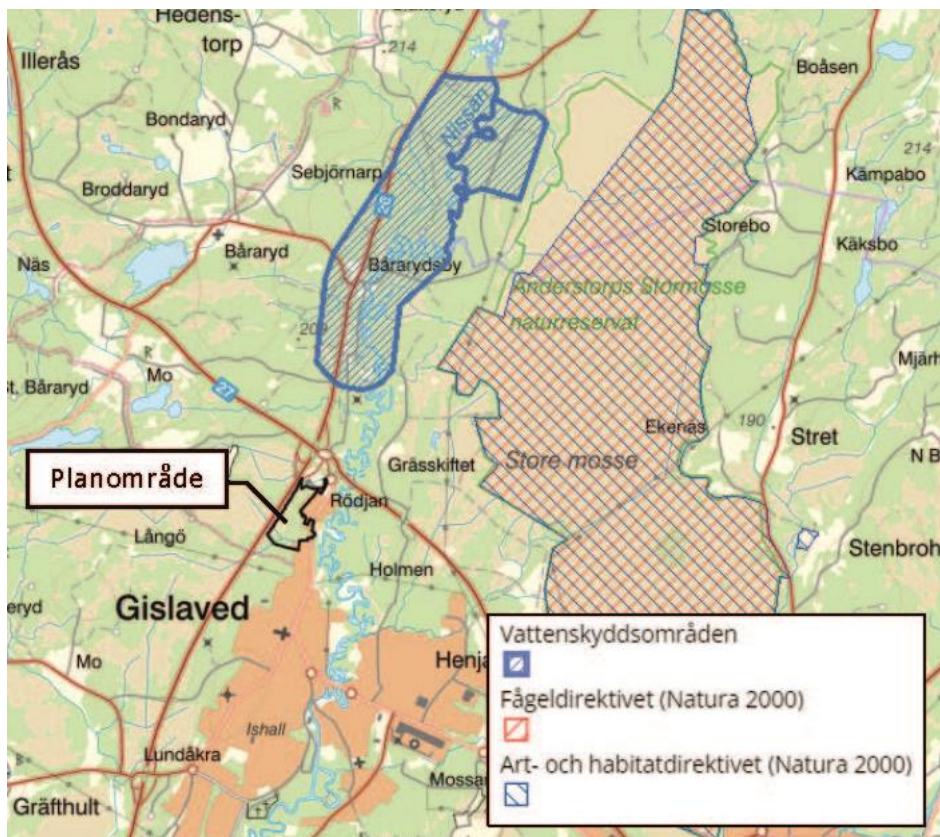 Hedens-
torp
214
Illerås
Boåsen
Bondaryd
R
Nissan
214
Sebjörnarp
Kämpabo
Broddaryd
26
Storebo
Båraryd
Käksbo
Näs
Bårarydsby
Anderstorps Stormosse
naturreservat
209
R
Mjärh
St. Båraryd
Mo
27
Ekenäs
190
Stret
N B
Grässkiftet
Store mosse
Planområde
Rödjan
Långö
Stenbroh
Holmen
eryd
Gislaved
Vattenskyddsområden
Mo
Henja
Fågeldirektivet (Natura 2000)
Ishall
Art- och habitatdirektivet (Natura 2000)
Lundåkra
Mossar
Gräfthult
R